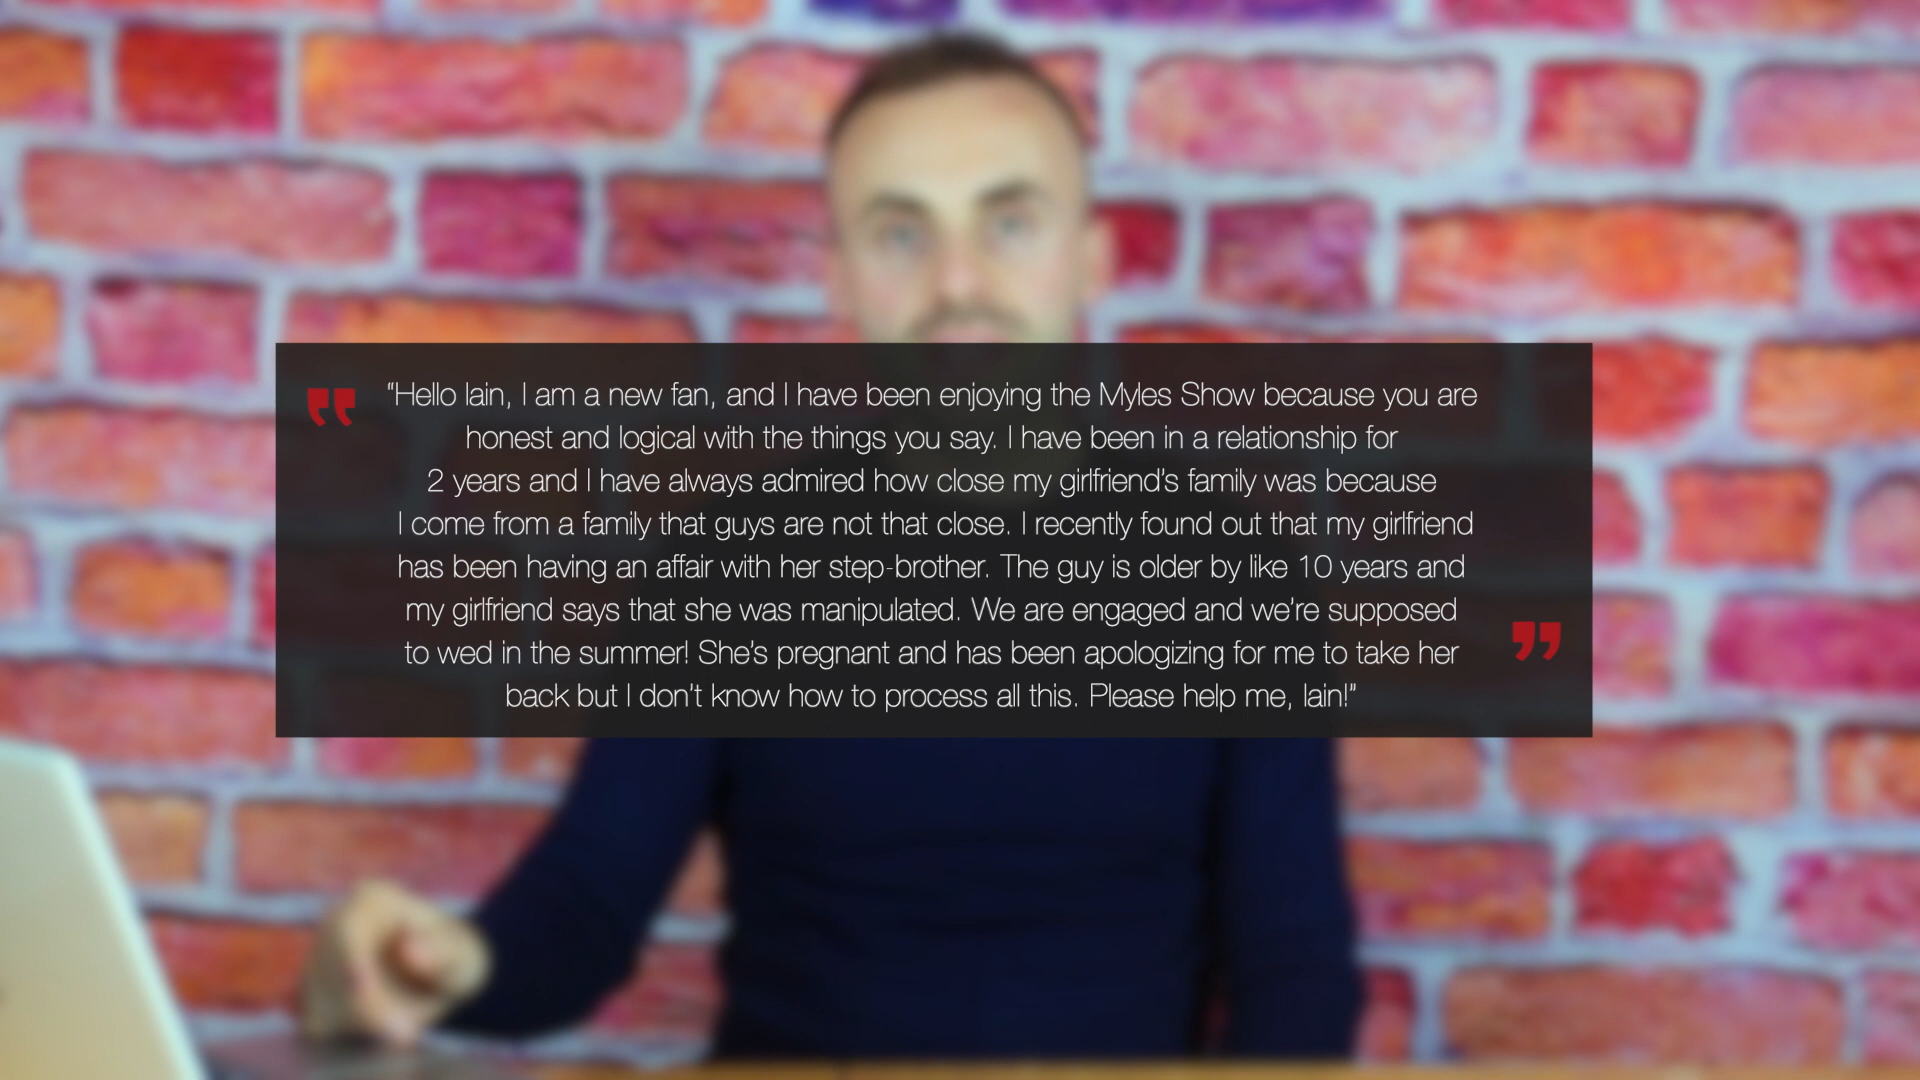 “Hello Iain, I am a new fan, and I have been enjoying the Myles Show because you are
honest and logical with the things you say. I have been in a relationship for
2 years and I have always admired how close my girlfriend’s family was because
I come from a family that guys are not that close. I recently found out that my girlfriend
has been having an affair with her step-brother. The guy is older by like 10 years and
my girlfriend says that she was manipulated. We are engaged and we’re supposed
to wed in the summer! She’s pregnant and has been apologizing for me to take her
back but I don’t know how to process all this. Please help me, Iain!”